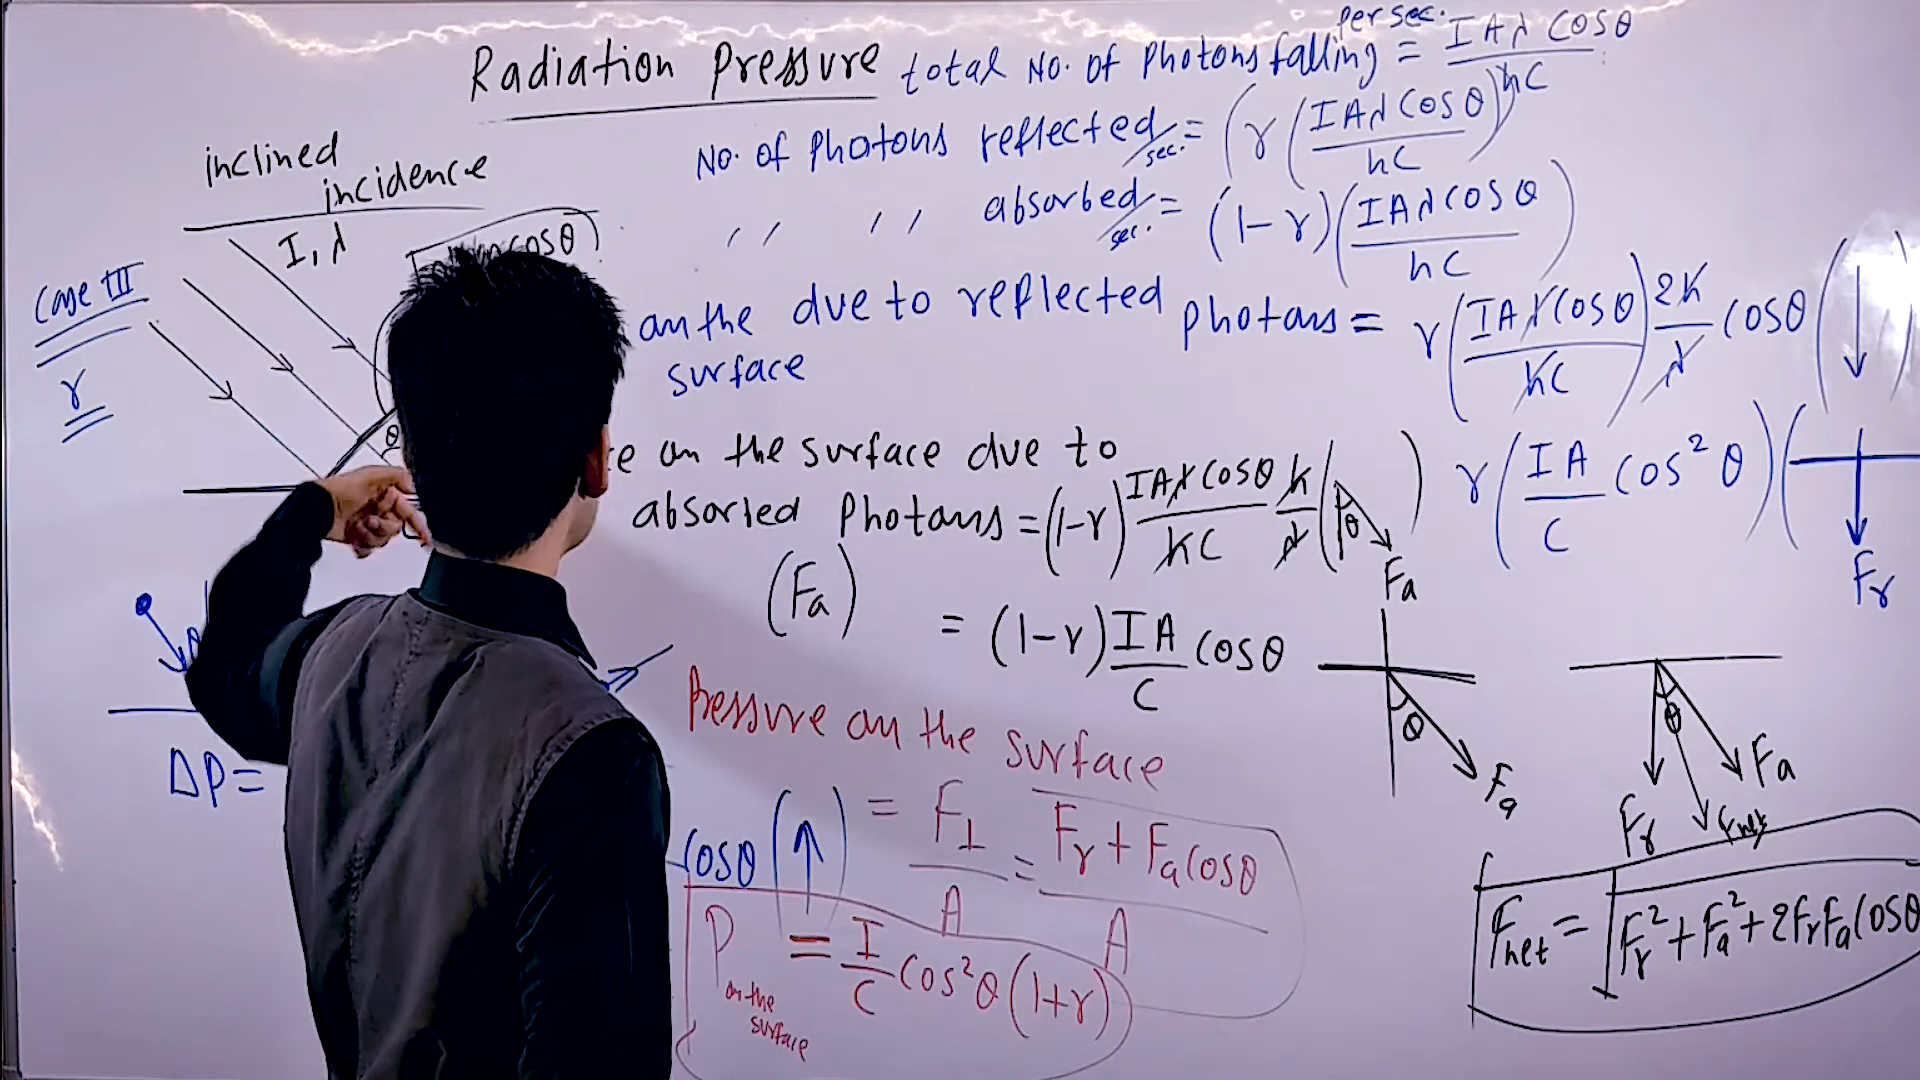 Radiation Pressure
total No. of Photons falling per sec. = IAλ cosθ / hC
No. of Photons reflected/sec. = (r (IAλ cosθ / hC))
,, ,, absorbed/sec. = (1-r) (IAλ cosθ / hC)
inclined
incidence
I, λ
cosθ)
Case III
r
θ
on the surface due to reflected photons = r (IAλ cosθ / hC) 2h/λ cosθ (↓)
r (IA/C cos²θ) (↓
Fr
on the surface due to
absorled Photons = (1-r) IAλ cosθ / hC h/λ (θ ↘)
Fa
(Fa)
= (1-r) IA/C cosθ
θ
Fa
Pressure on the surface
= F⊥/A = Fr + Fa cosθ / A
θ
Fr
Fnet
Fa
ΔP =
cosθ (↑)
P on the surface = I/C cos²θ (1+r)
Fnet = √Fr² + Fa² + 2FrFa cosθ